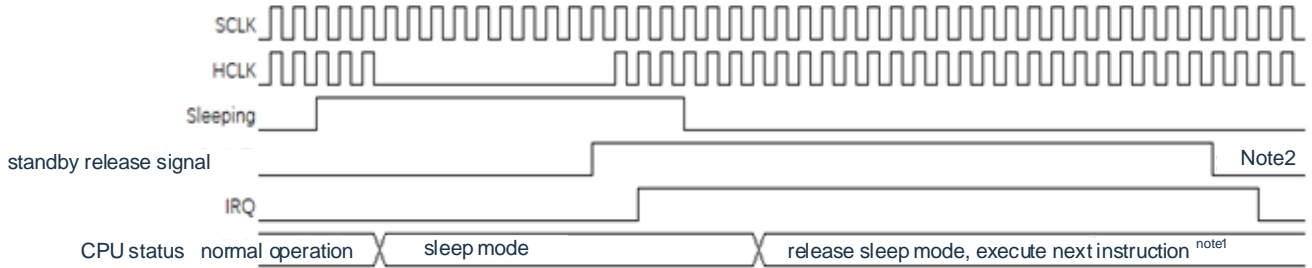 SCLK
HCLK
Sleeping
standby release signal Note2
IRQ
CPU status normal operation sleep mode release sleep mode, execute next instruction note1